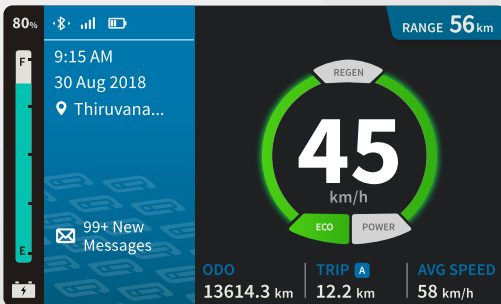 80%
RANGE 56 km
9:15 AM
30 Aug 2018
Thiruvana...
F
REGEN
45
km/h
99+ New
Messages
ECO
POWER
E
ODO
13614.3 km
TRIP A
12.2 km
AVG SPEED
58 km/h